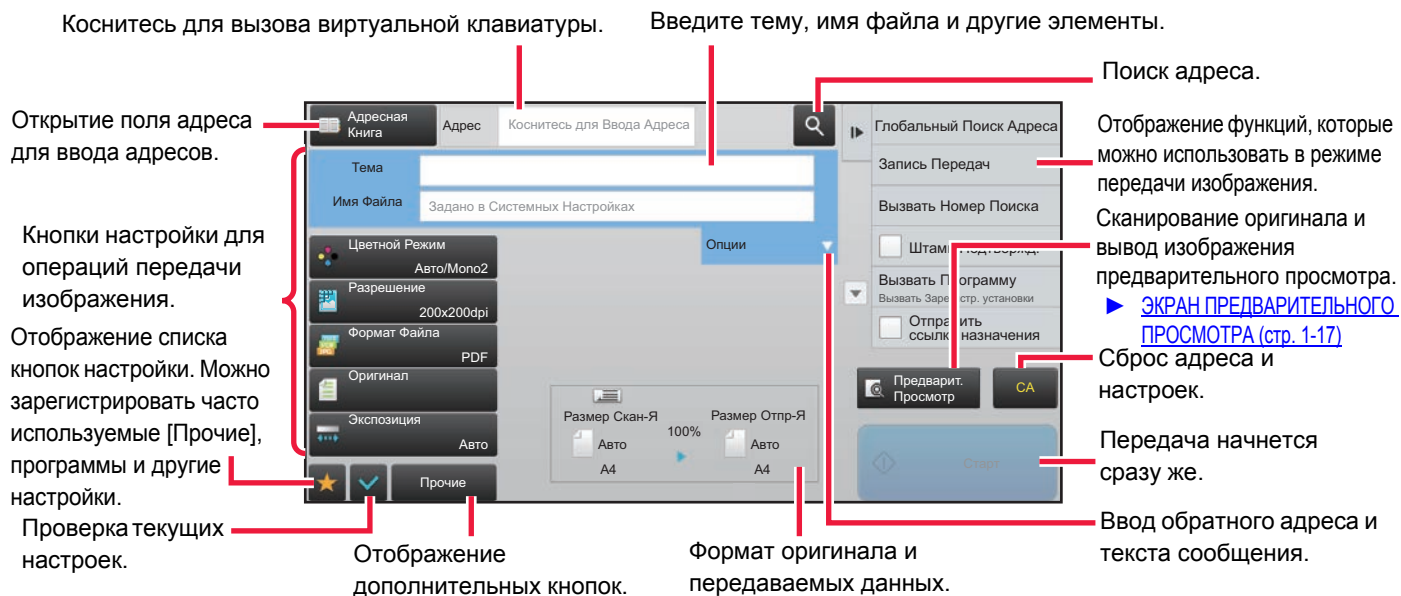 Коснитесь для вызова виртуальной клавиатуры.
Введите тему, имя файла и другие элементы.
Поиск адреса.
Открытие поля адреса
для ввода адресов.
Кнопки настройки для
операций передачи
изображения.
Отображение списка
кнопок настройки. Можно
зарегистрировать часто
используемые [Прочие],
программы и другие
настройки.
Проверка текущих
настроек.
Адресная
Книга
Адрес
Коснитесь для Ввода Адреса
Тема
Имя Файла
Задано в Системных Настройках
Опции
Цветной Режим
Авто/Mono2
Разрешение
200x200dpi
Формат Файла
PDF
Оригинал
Экспозиция
Авто
Прочие
Размер Скан-Я
Авто
A4
100%
Размер Отпр-Я
Авто
A4
Глобальный Поиск Адреса
Запись Передач
Вызвать Номер Поиска
Вызвать Программу
Вызвать установки
Отправить
назначения
Предварит.
Просмотр
CA
Старт
Отображение функций, которые
можно использовать в режиме
передачи изображения.
Сканирование оригинала и
вывод изображения
предварительного просмотра.
► ЭКРАН ПРЕДВАРИТЕЛЬНОГО
ПРОСМОТРА (стр. 1-17)
Сброс адреса и
настроек.
Передача начнется
сразу же.
Ввод обратного адреса и
текста сообщения.
Отображение
дополнительных кнопок.
Формат оригинала и
передаваемых данных.